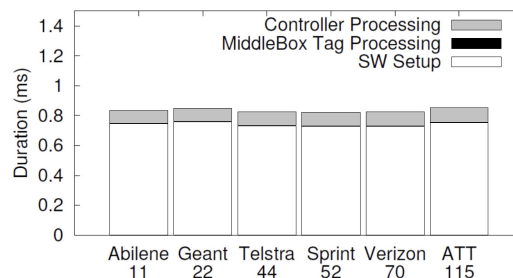 Controller Processing
MiddleBox Tag Processing
SW Setup
Duration (ms)
1.4
1.2
1
0.8
0.6
0.4
0.2
0
Abilene Geant Telstra Sprint Verizon ATT
11 22 44 52 70 115